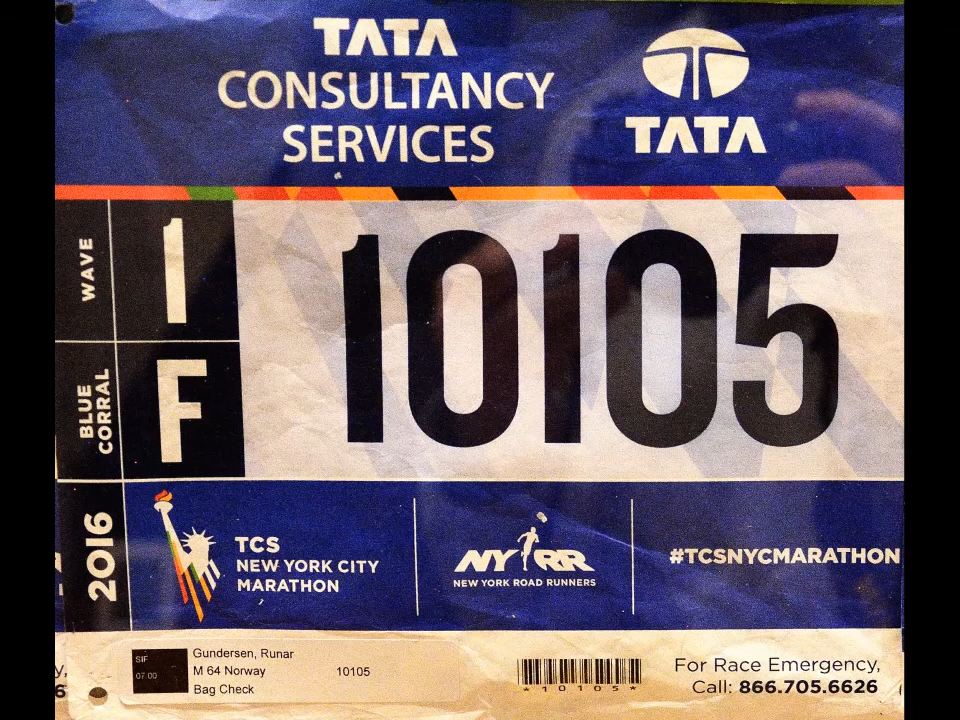 TATA
CONSULTANCY
SERVICES
TATA
WAVE
1
BLUE
CORRAL
F
10105
2016
TCS
NEW YORK CITY
MARATHON
NYRR
NEW YORK ROAD RUNNERS
#TCSNYCMARATHON
SIF
07:00
Gundersen, Runar
M 64 Norway
10105
Bag Check
*10105*
For Race Emergency,
Call: 866.705.6626